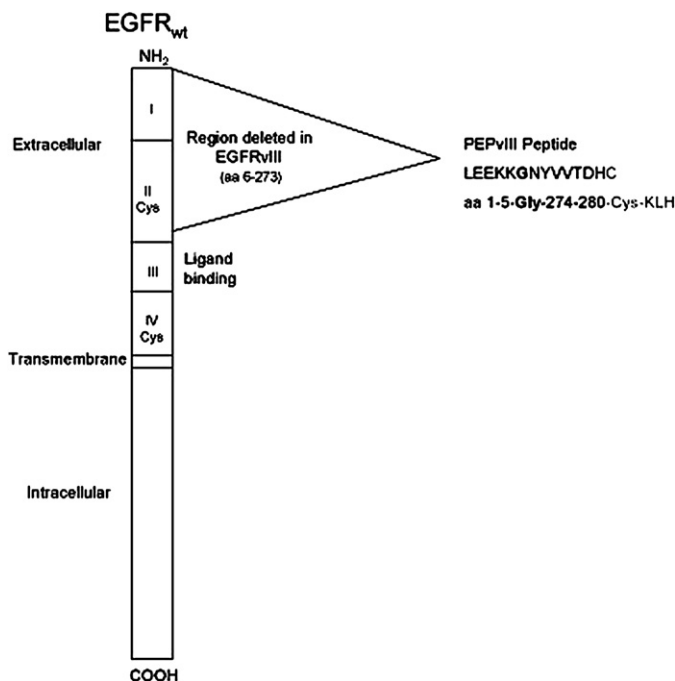 EGFRwt
NH2
I
Extracellular
Region deleted in
EGFRvIII
(aa 6-273)
PEPvIII Peptide
LEEKKGNYVVTDHC
aa 1-5-Gly-274-280-Cys-KLH
II
Cys
III
Ligand
binding
IV
Cys
Transmembrane
Intracellular
COOH